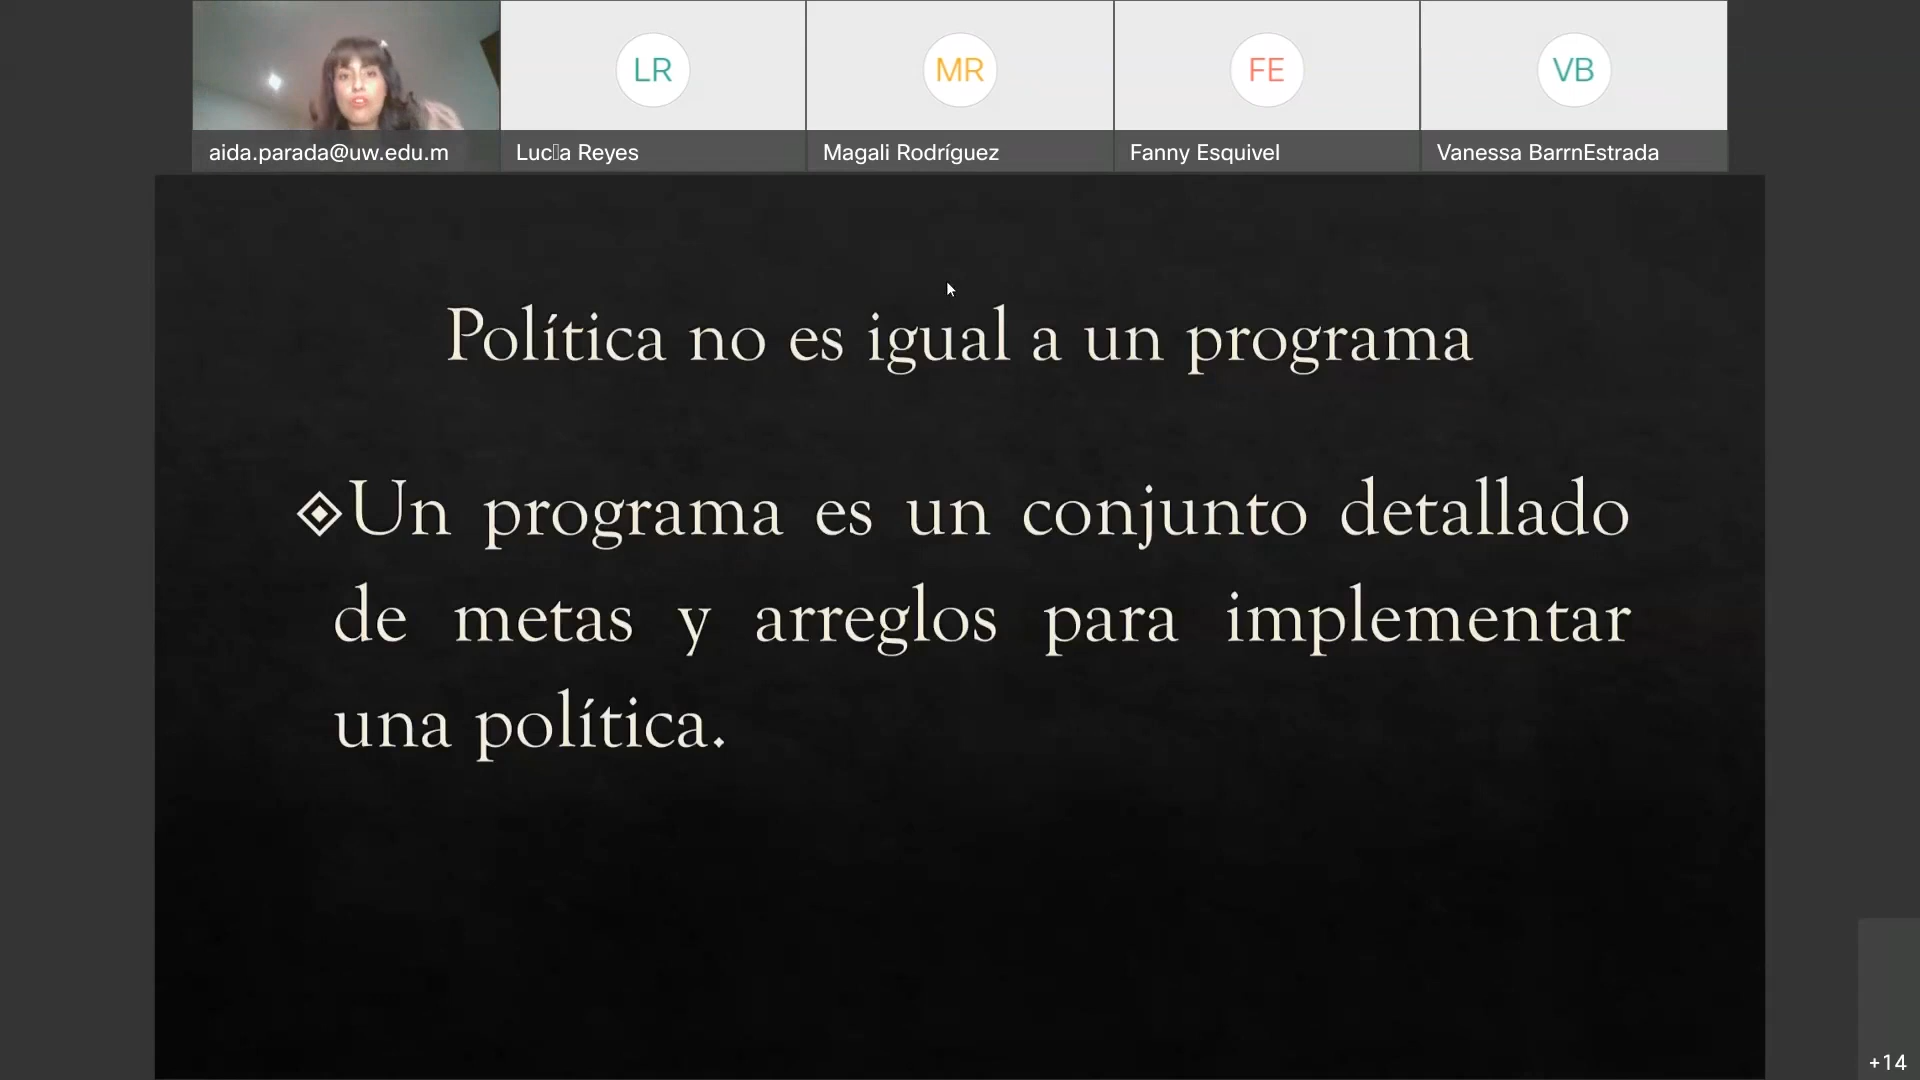 LR
MR
FE
VB
aida.parada@uw.edu.m
Luc▯a Reyes
Magali Rodríguez
Fanny Esquivel
Vanessa BarrnEstrada
Política no es igual a un programa
Un programa es un conjunto detallado
de metas y arreglos para implementar
una política.
+14